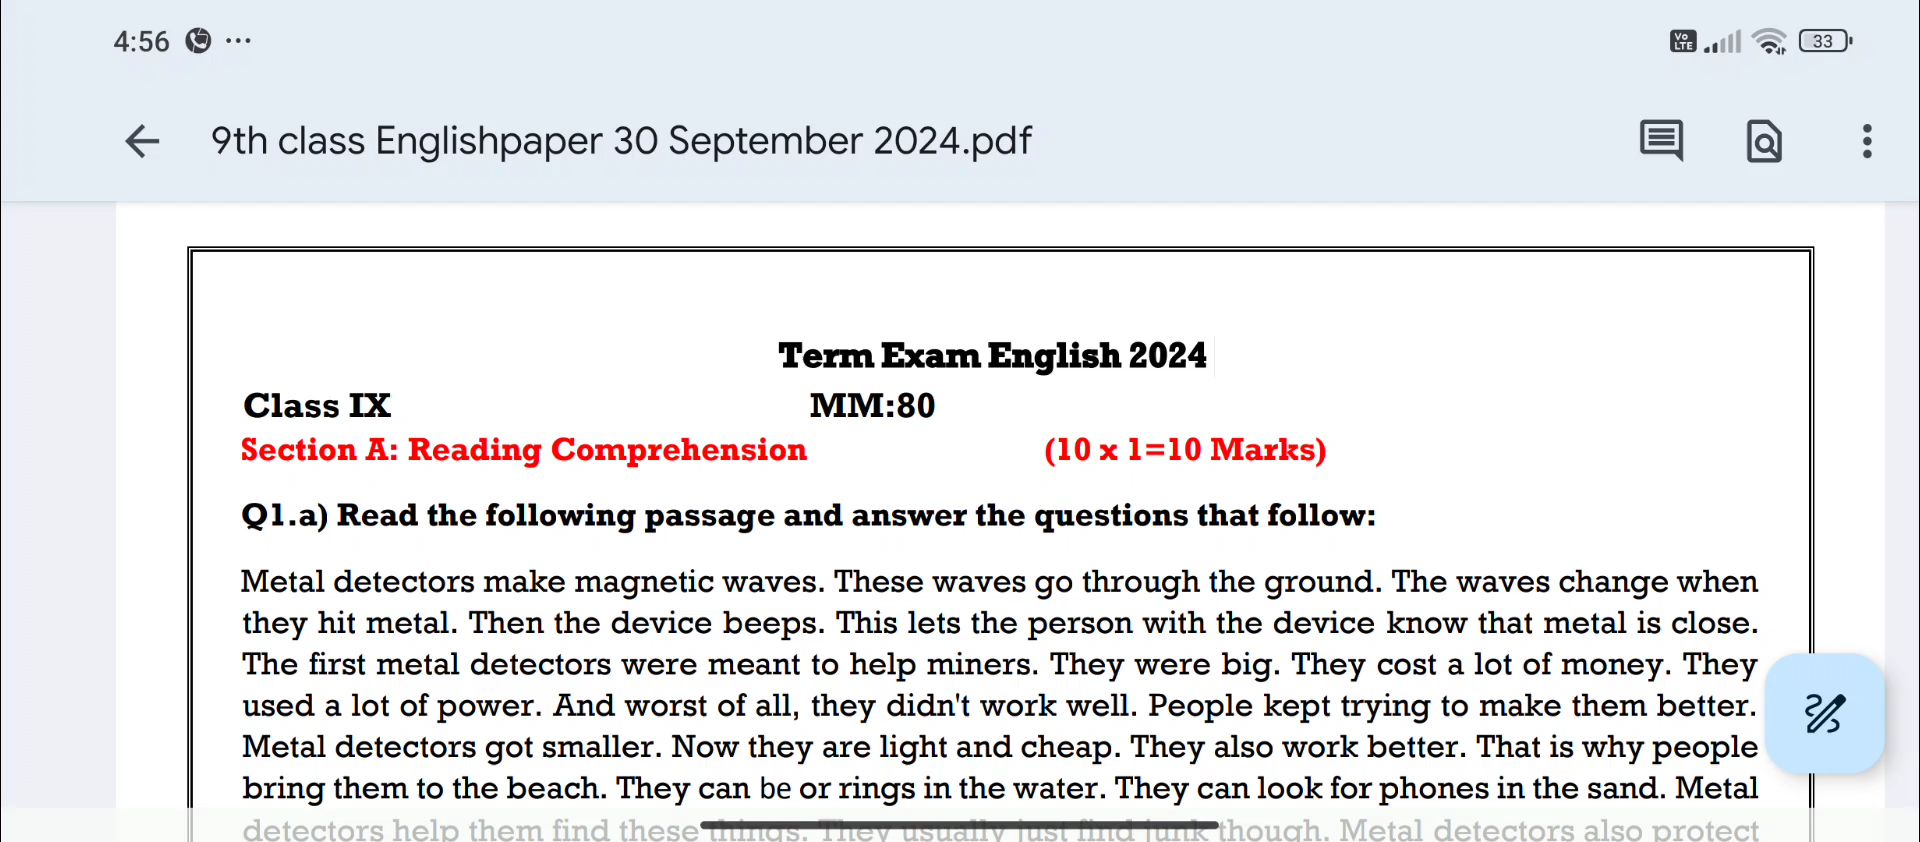 4:56 ...
Vo LTE 33
9th class Englishpaper 30 September 2024.pdf
Term Exam English 2024
Class IX MM:80
Section A: Reading Comprehension (10 x 1=10 Marks)
Q1.a) Read the following passage and answer the questions that follow:
Metal detectors make magnetic waves. These waves go through the ground. The waves change when
they hit metal. Then the device beeps. This lets the person with the device know that metal is close.
The first metal detectors were meant to help miners. They were big. They cost a lot of money. They
used a lot of power. And worst of all, they didn't work well. People kept trying to make them better.
Metal detectors got smaller. Now they are light and cheap. They also work better. That is why people
bring them to the beach. They can be or rings in the water. They can look for phones in the sand. Metal
detectors help them find these things. They usually just find junk though. Metal detectors also protect